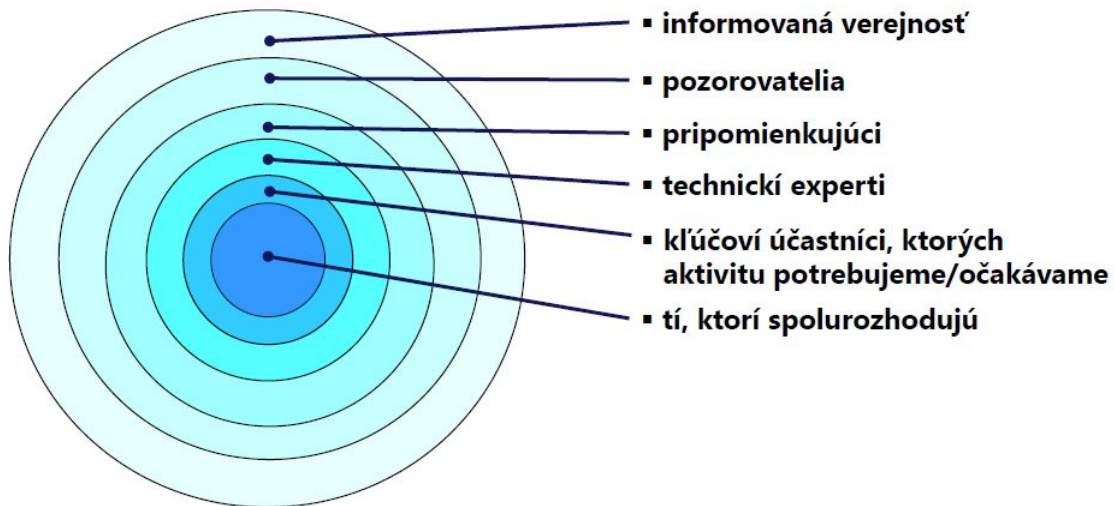 ▪ informovaná verejnosť
▪ pozorovatelia
▪ pripomienkujúci
▪ technickí experti
▪ kľúčoví účastníci, ktorých
aktivitu potrebujeme/očakávame
▪ tí, ktorí spolurozhodujú